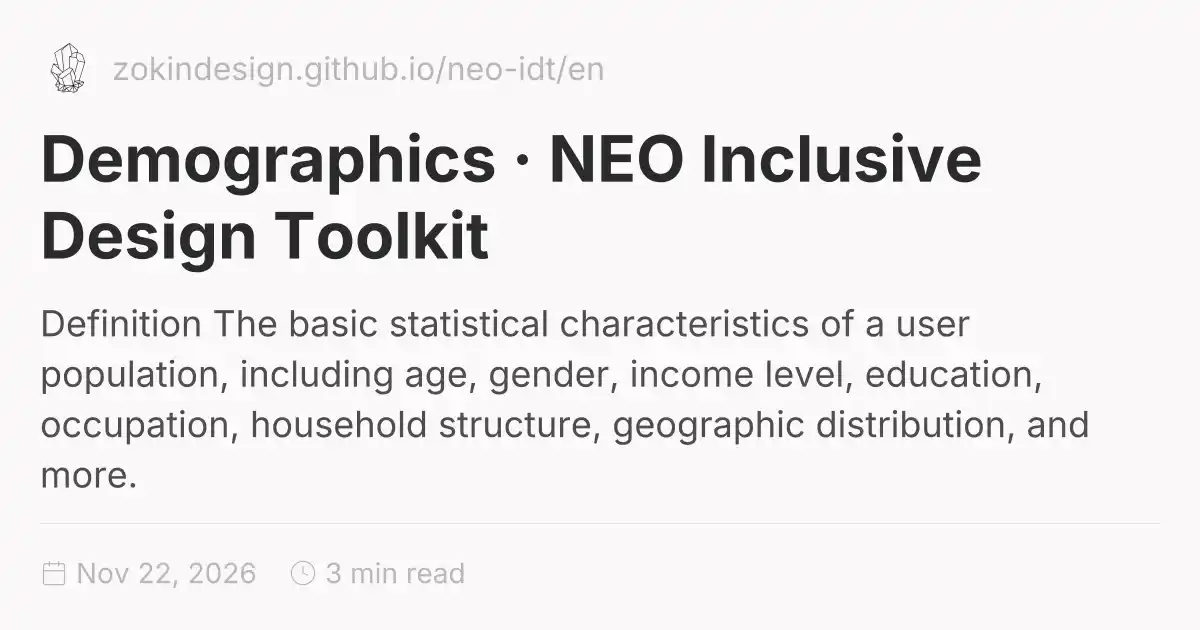 zokindesign.github.io/neo-idt/en
Demographics · NEO Inclusive
Design Toolkit
Definition The basic statistical characteristics of a user
population, including age, gender, income level, education,
occupation, household structure, geographic distribution, and
more.
Nov 22, 2026 3 min read